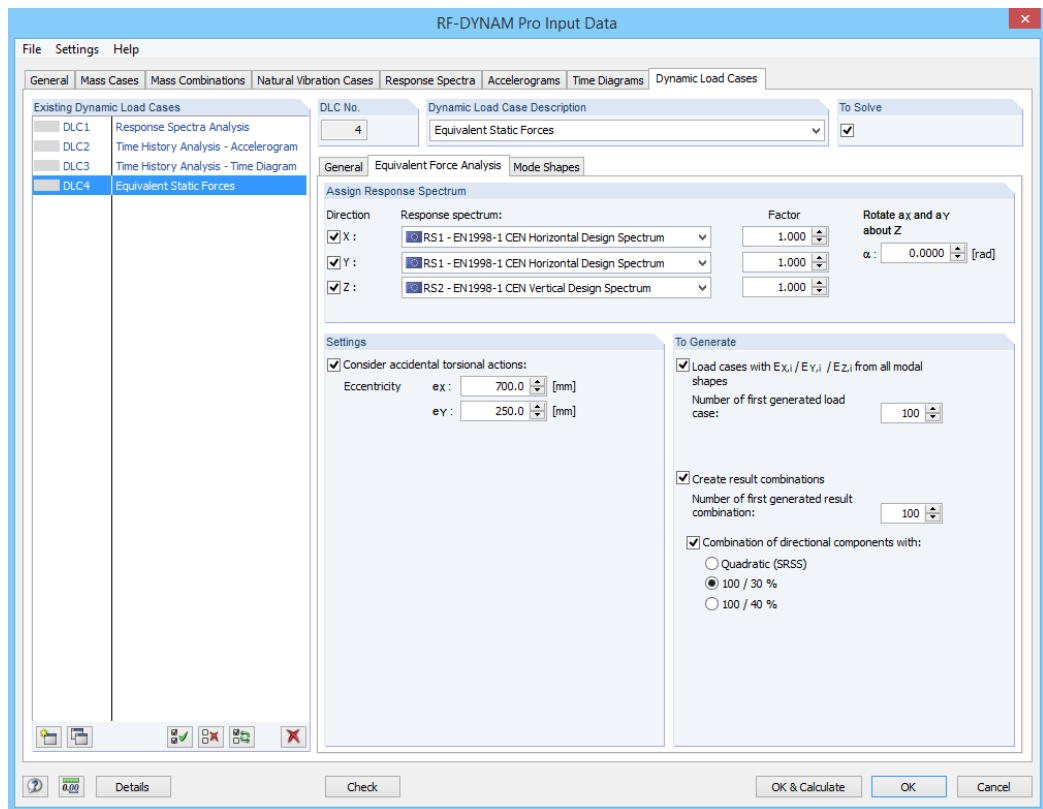 RF-DYNAM Pro Input Data
×
File Settings Help
General Mass Cases Mass Combinations Natural Vibration Cases Response Spectra Accelerograms Time Diagrams Dynamic Load Cases
Existing Dynamic Load Cases
DLC1 Response Spectra Analysis
DLC2 Time History Analysis - Accelerogram
DLC3 Time History Analysis - Time Diagram
DLC4 Equivalent Static Forces
DLC No.
4
Dynamic Load Case Description
Equivalent Static Forces
To Solve
General Equivalent Force Analysis Mode Shapes
Assign Response Spectrum
Direction Response spectrum: Factor
X : RS1 - EN1998-1 CEN Horizontal Design Spectrum 1.000
Y : RS1 - EN1998-1 CEN Horizontal Design Spectrum 1.000
Z : RS2 - EN1998-1 CEN Vertical Design Spectrum 1.000
Rotate aX and aY
about Z
α : 0.0000 [rad]
Settings
Consider accidental torsional actions:
Eccentricity eX : 700.0 [mm]
eY : 250.0 [mm]
To Generate
Load cases with EX,i / EY,i / EZ,i from all modal
shapes
Number of first generated load
case: 100
Create result combinations
Number of first generated result
combination: 100
Combination of directional components with:
Quadratic (SRSS)
100 / 30 %
100 / 40 %
? 0.00 Details Check OK & Calculate OK Cancel